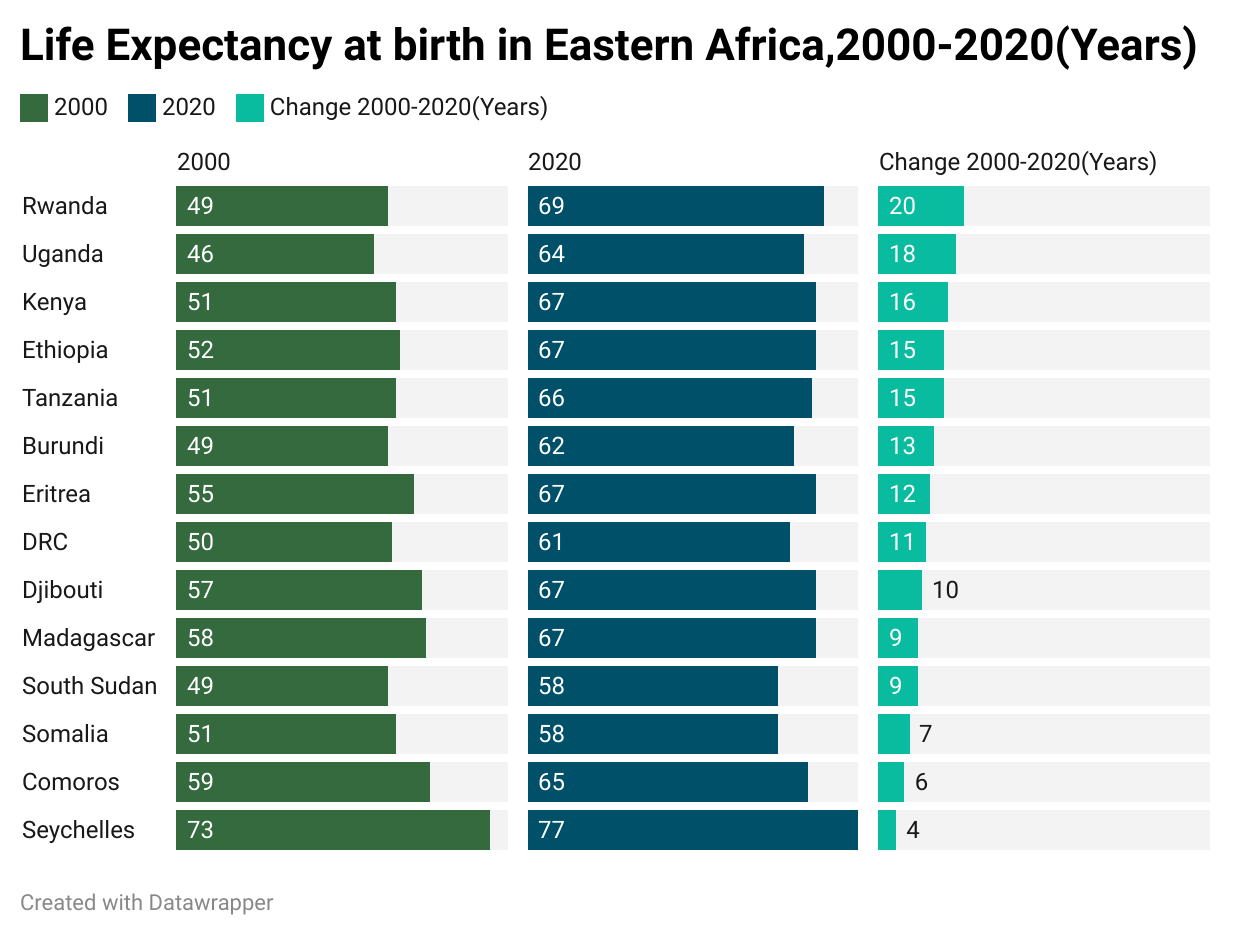 Life Expectancy at birth in Eastern Africa,2000-2020(Years)
2000 2020 Change 2000-2020(Years)
2000 2020 Change 2000-2020(Years)
Rwanda 49 69 20
Uganda 46 64 18
Kenya 51 67 16
Ethiopia 52 67 15
Tanzania 51 66 15
Burundi 49 62 13
Eritrea 55 67 12
DRC 50 61 11
Djibouti 57 67 10
Madagascar 58 67 9
South Sudan 49 58 9
Somalia 51 58 7
Comoros 59 65 6
Seychelles 73 77 4
Created with Datawrapper